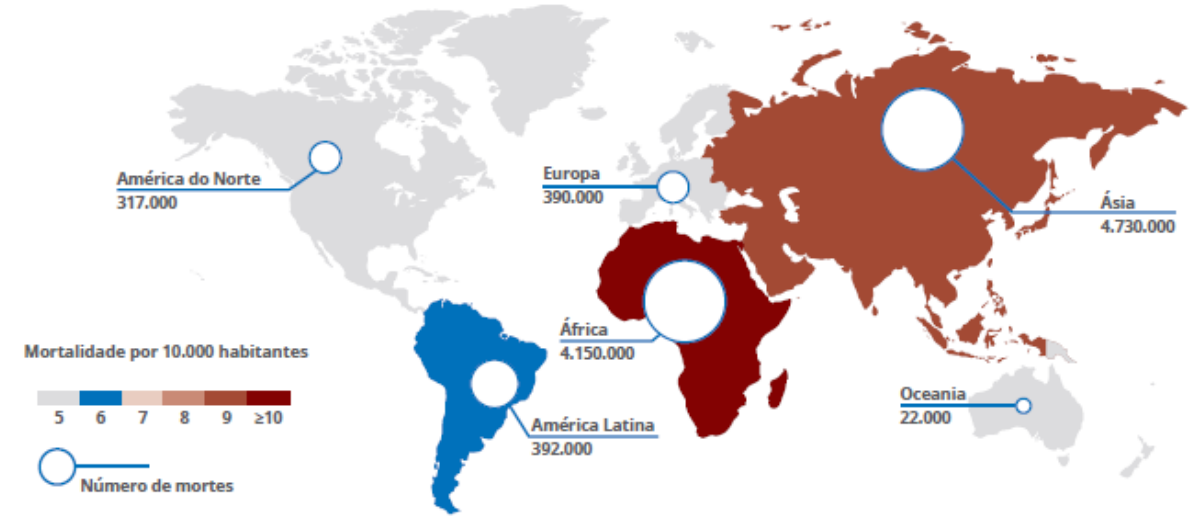 América do Norte
317.000
Europa
390.000
Ásia
4.730.000
África
4.150.000
Mortalidade por 10.000 habitantes
5 6 7 8 9 ≥10
Oceania
22.000
América Latina
392.000
Número de mortes